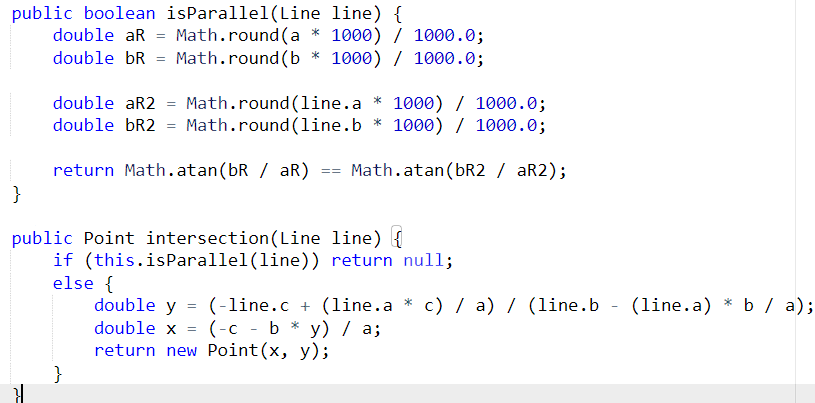 public boolean isParallel(Line line) {
    double aR = Math.round(a * 1000) / 1000.0;
    double bR = Math.round(b * 1000) / 1000.0;

    double aR2 = Math.round(line.a * 1000) / 1000.0;
    double bR2 = Math.round(line.b * 1000) / 1000.0;

    return Math.atan(bR / aR) == Math.atan(bR2 / aR2);
}

public Point intersection(Line line) {
    if (this.isParallel(line)) return null;
    else {
        double y = (-line.c + (line.a * c) / a) / (line.b - (line.a) * b / a);
        double x = (-c - b * y) / a;
        return new Point(x, y);
    }
}